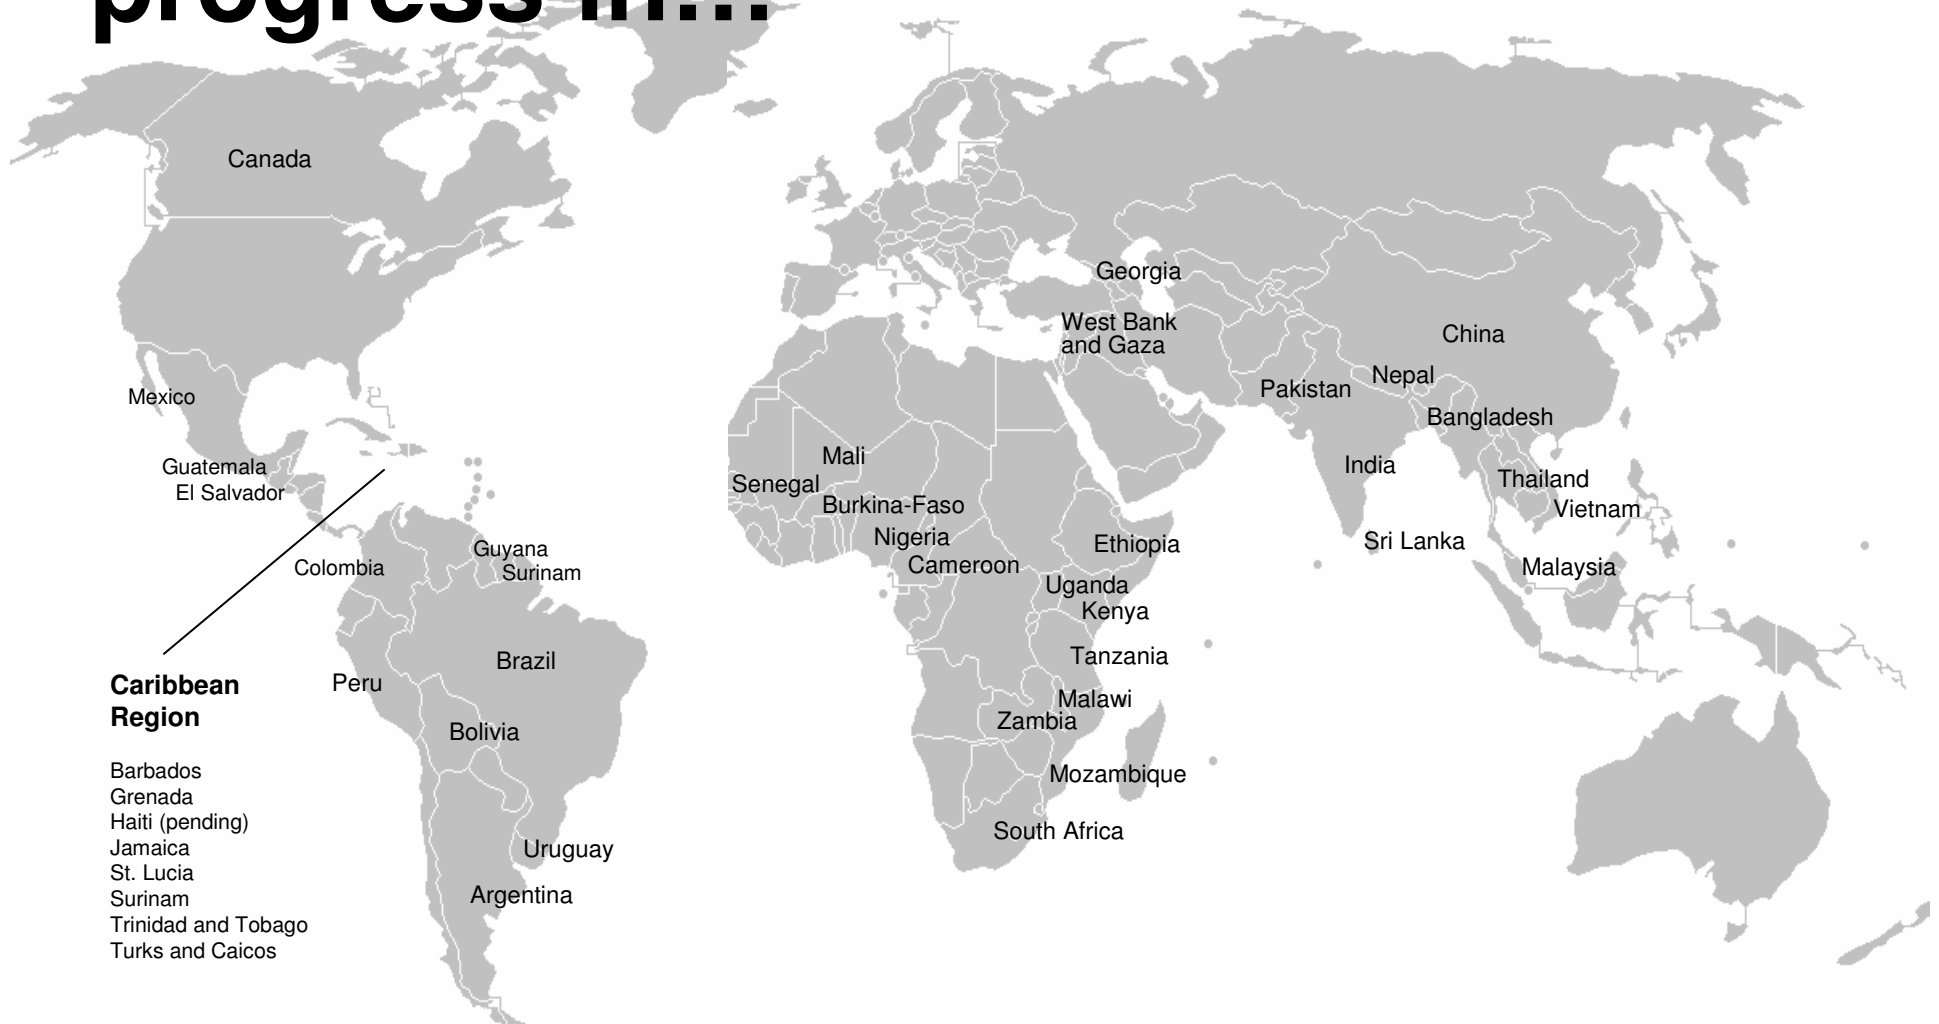 progress in…
Canada
Mexico
Guatemala
El Salvador
Colombia
Guyana
Surinam
Brazil
Peru
Bolivia
Uruguay
Argentina
Caribbean
Region
Barbados
Grenada
Haiti (pending)
Jamaica
St. Lucia
Surinam
Trinidad and Tobago
Turks and Caicos
Mali
Senegal
Burkina-Faso
Nigeria
Cameroon
Ethiopia
Uganda
Kenya
Tanzania
Malawi
Zambia
Mozambique
South Africa
Georgia
West Bank
and Gaza
China
Nepal
Pakistan
Bangladesh
India
Thailand
Vietnam
Sri Lanka
Malaysia